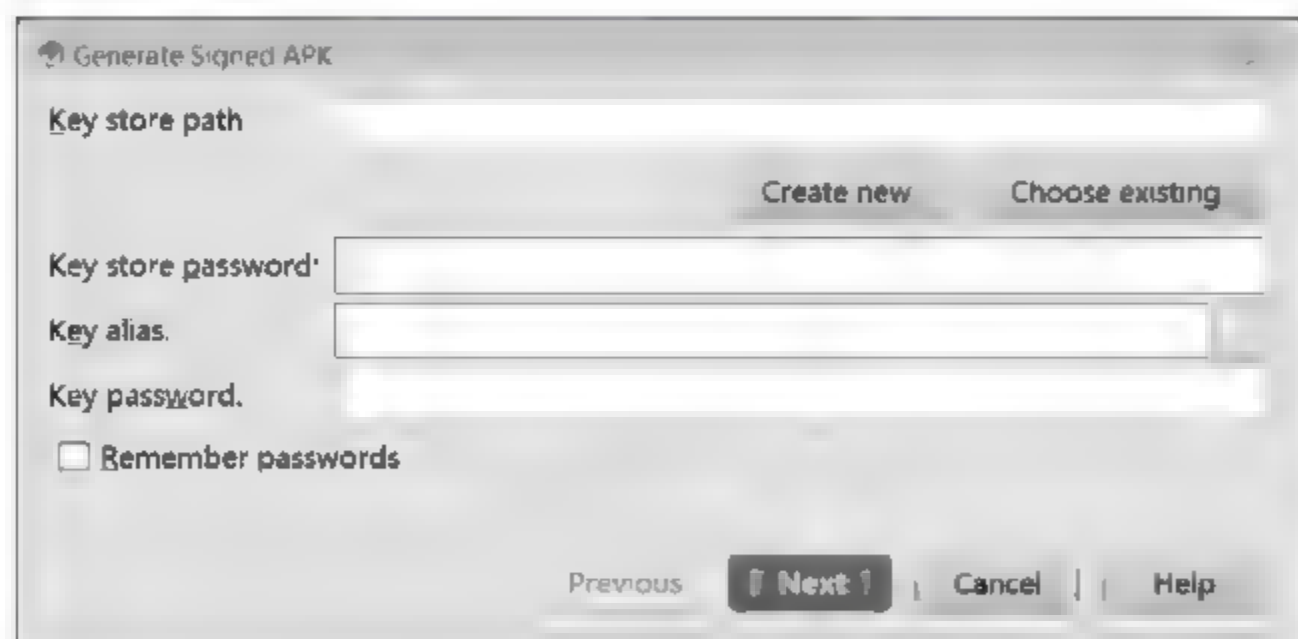 Generate Signed APK
Key store path
Create new Choose existing
Key store password:
Key alias.
Key password.
Remember passwords
Previous Next Cancel Help